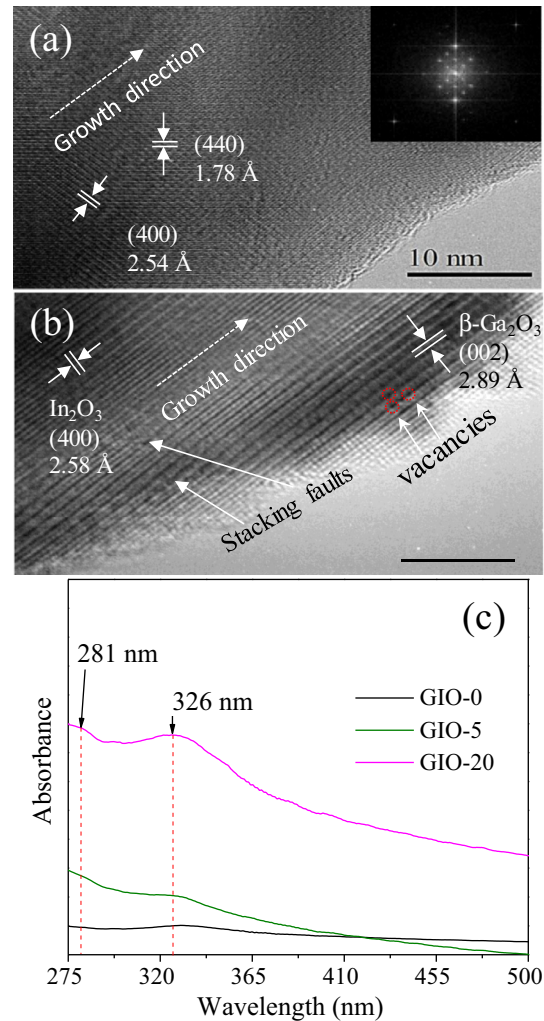 (a)
Growth direction
(440)
1.78 Å
(400)
2.54 Å
10 nm
(b)
β-Ga₂O₃
(002)
2.89 Å
Growth direction
In₂O₃
(400)
2.58 Å
Stacking faults
vacancies
(c)
281 nm
326 nm
GIO-0
GIO-5
GIO-20
Absorbance
275 320 365 410 455 500
Wavelength (nm)